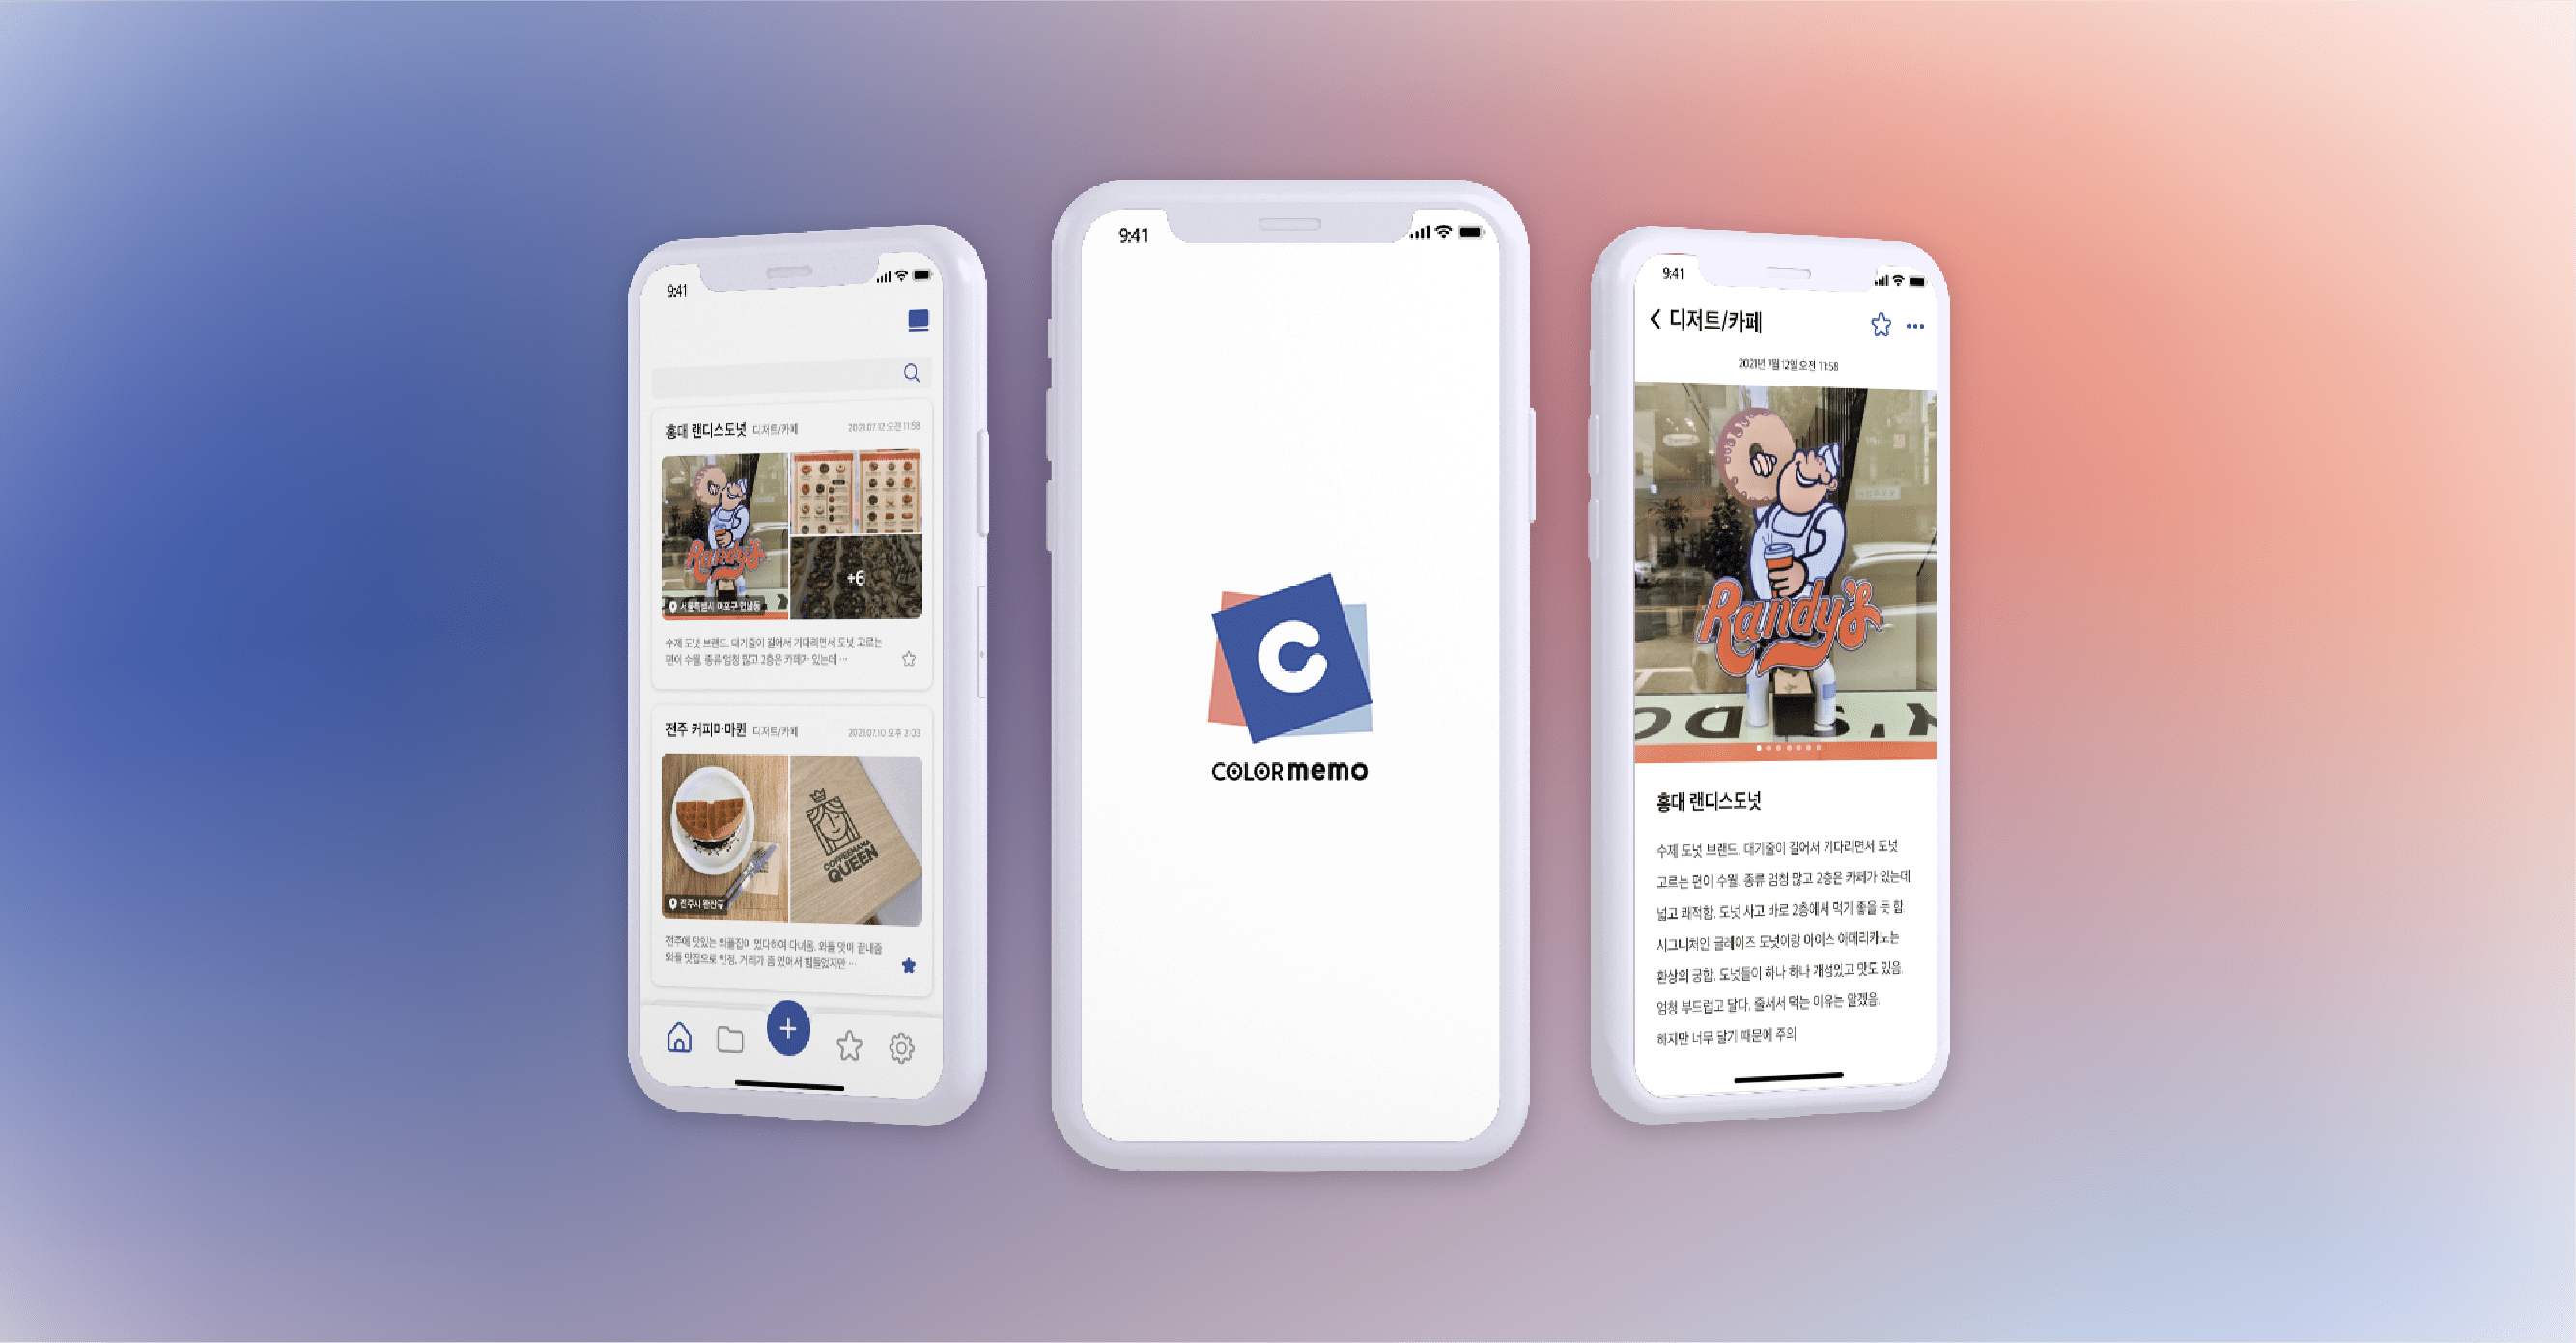 9:41
홍대 랜디스도넛 디저트/카페 2021.07.12 오전 11:58
Randy's
+6
서울특별시 마포구 연남동
수제 도넛 브랜드. 대기줄이 길어서 기다리면서 도넛 고르는
편이 수월. 종류 엄청 많고 2층은 카페가 있는데 ...
전주 커피마마퀸 디저트/카페 2021.07.10 오후 2:03
COFFEEMAMA
QUEEN
전주시 완산구
전주에 맛있는 와플집이 있다하여 다녀옴. 와플 맛이 끝내줌
와플 맛집으로 인정. 거리가 좀 있어서 힘들었지만 ...
9:41
C
COLOR memo
9:41
디저트/카페
2021년 7월 12일 오전 11:58
Randy's
홍대 랜디스도넛
수제 도넛 브랜드. 대기줄이 길어서 기다리면서 도넛
고르는 편이 수월. 종류 엄청 많고 2층은 카페가 있는데
넓고 쾌적함. 도넛 사고 바로 2층에서 먹기 좋을 듯 함.
시그니처인 글레이즈 도넛이랑 아이스 아메리카노는
환상의 궁합. 도넛들이 하나 하나 개성있고 맛도 있음.
엄청 부드럽고 달다. 줄서서 먹는 이유는 알겠음.
하지만 너무 달기 때문에 주의